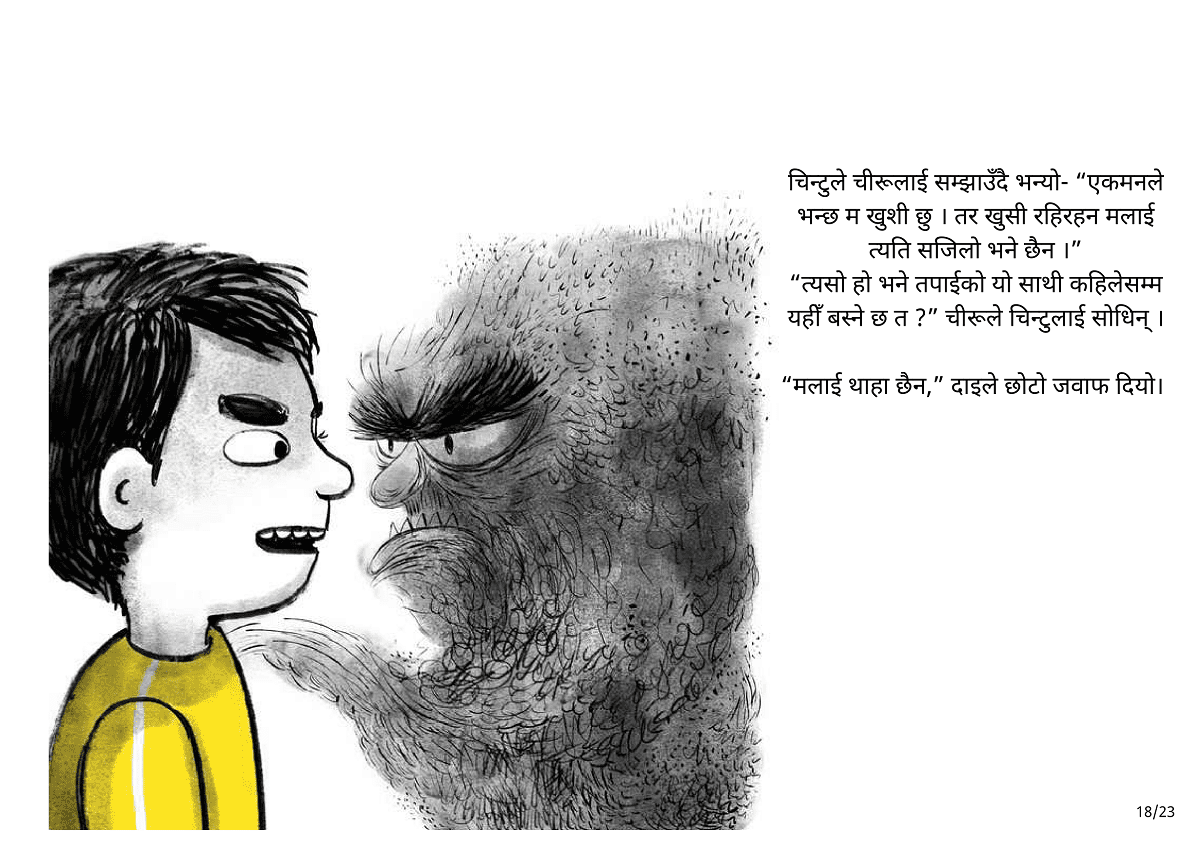 चिन्टुले चीरूलाई सम्झाउँदै भन्यो- “एकमनले
भन्छ म खुशी छु । तर खुसी रहिरहन मलाई
त्यति सजिलो भने छैन ।”
“त्यसो हो भने तपाईको यो साथी कहिलेसम्म
यहीँ बस्ने छ त ?” चीरूले चिन्टुलाई सोधिन् ।
“मलाई थाहा छैन,” दाइले छोटो जवाफ दियो।
18/23